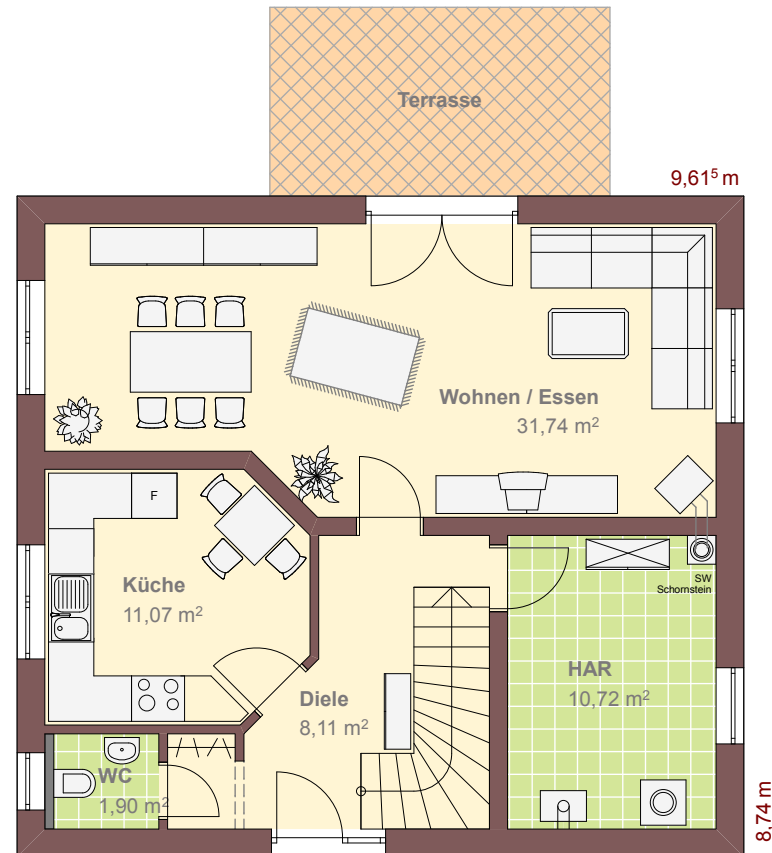 Terrasse
9,61⁵ m
Wohnen / Essen
31,74 m²
F
Küche
11,07 m²
SW
Schornstein
HAR
10,72 m²
Diele
8,11 m²
WC
1,90 m²
8,74 m